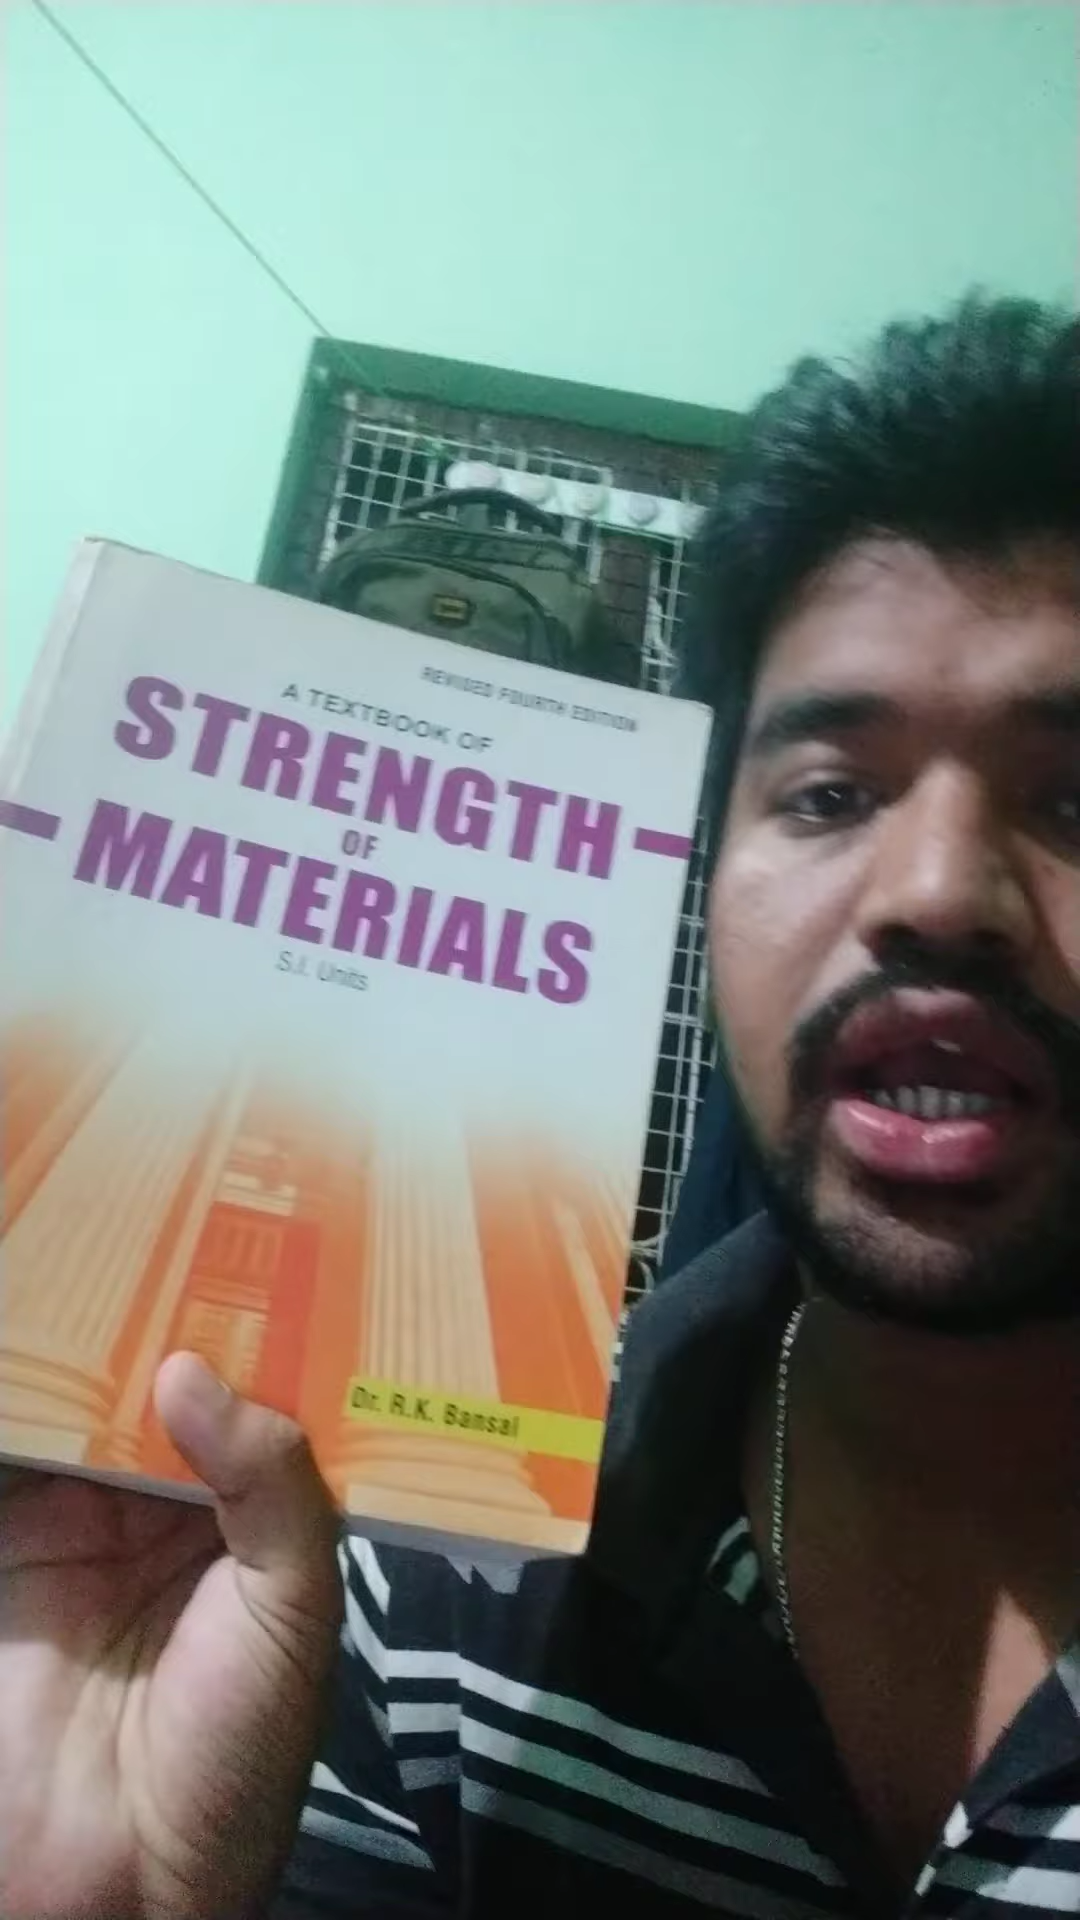 REVISED FOURTH EDITION
A TEXTBOOK OF
STRENGTH
OF
MATERIALS
S.I. Units
Dr. R.K. Bansal